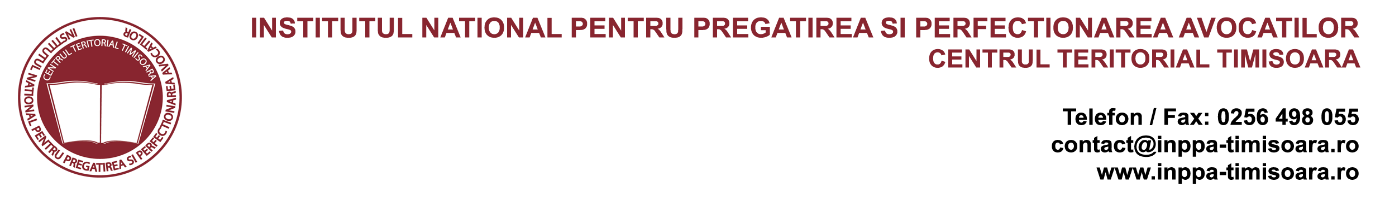 INSTITUTUL NATIONAL PENTRU PREGATIREA SI PERFECTIONAREA AVOCATILOR
CENTRUL TERITORIAL TIMISOARA
INSTITUTUL NATIONAL PENTRU PREGATIREA SI PERFECTIONAREA AVOCATILOR
CENTRUL TERITORIAL TIMISOARA
Telefon / Fax: 0256 498 055
contact@inppa-timisoara.ro
www.inppa-timisoara.ro